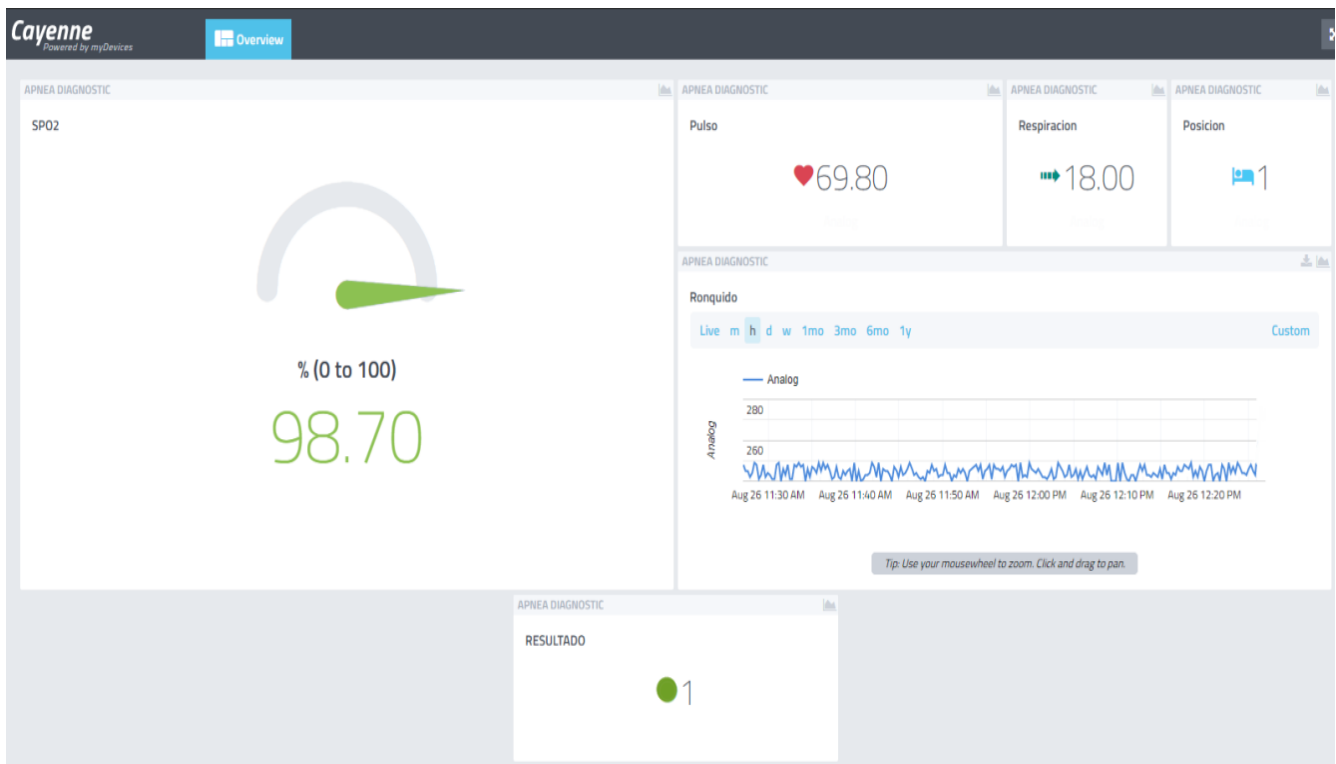 Cayenne
Powered by myDevices
Overview
APNEA DIAGNOSTIC
SPO2
% (0 to 100)
98.70
APNEA DIAGNOSTIC
Pulso
69.80
APNEA DIAGNOSTIC
Respiracion
18.00
APNEA DIAGNOSTIC
Posicion
1
APNEA DIAGNOSTIC
Ronquido
Live m h d w 1mo 3mo 6mo 1y Custom
Analog
280
Analog
260
Aug 26 11:30 AM Aug 26 11:40 AM Aug 26 11:50 AM Aug 26 12:00 PM Aug 26 12:10 PM Aug 26 12:20 PM
Tip: Use your mousewheel to zoom. Click and drag to pan.
APNEA DIAGNOSTIC
RESULTADO
1